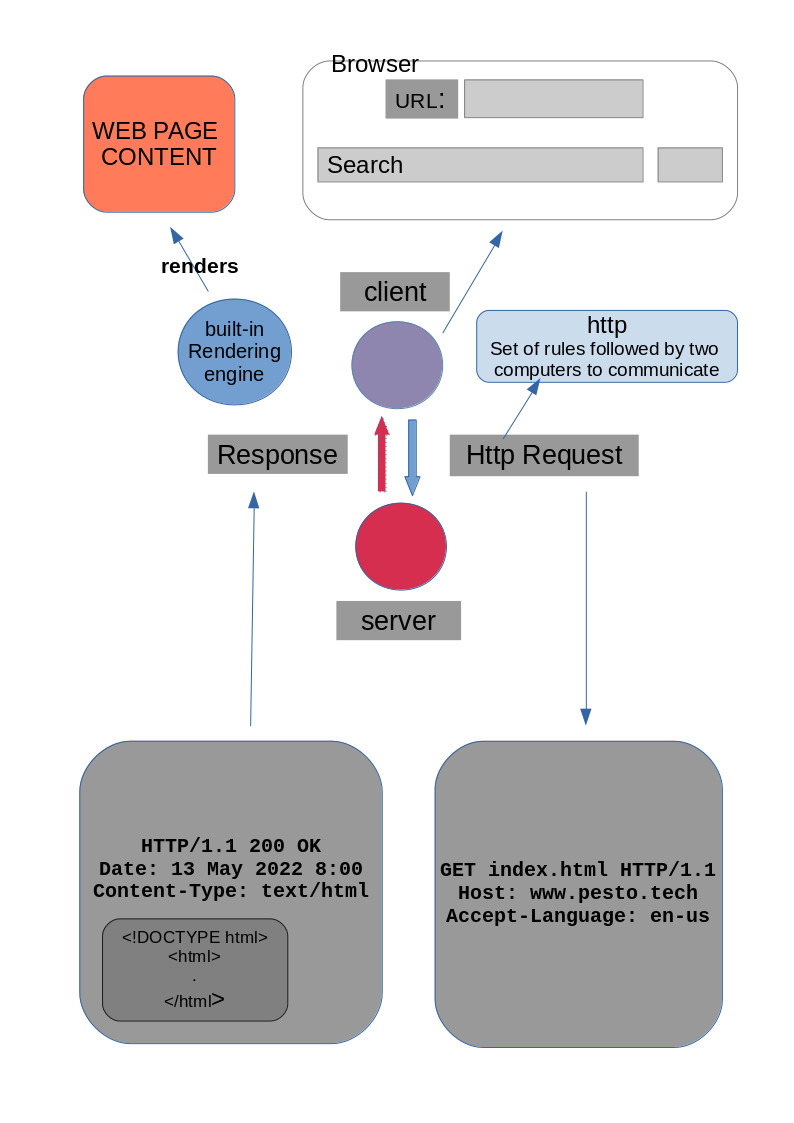 Browser
URL:
Search
WEB PAGE
CONTENT
renders
built-in
Rendering
engine
client
http
Set of rules followed by two
computers to communicate
Response
Http Request
server
HTTP/1.1 200 OK
Date: 13 May 2022 8:00
Content-Type: text/html
<!DOCTYPE html>
<html>
.
</html>
GET index.html HTTP/1.1
Host: www.pesto.tech
Accept-Language: en-us